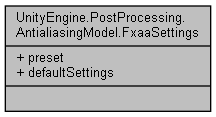 UnityEngine.PostProcessing.
AntialiasingModel.FxaaSettings
+ preset
+ defaultSettings